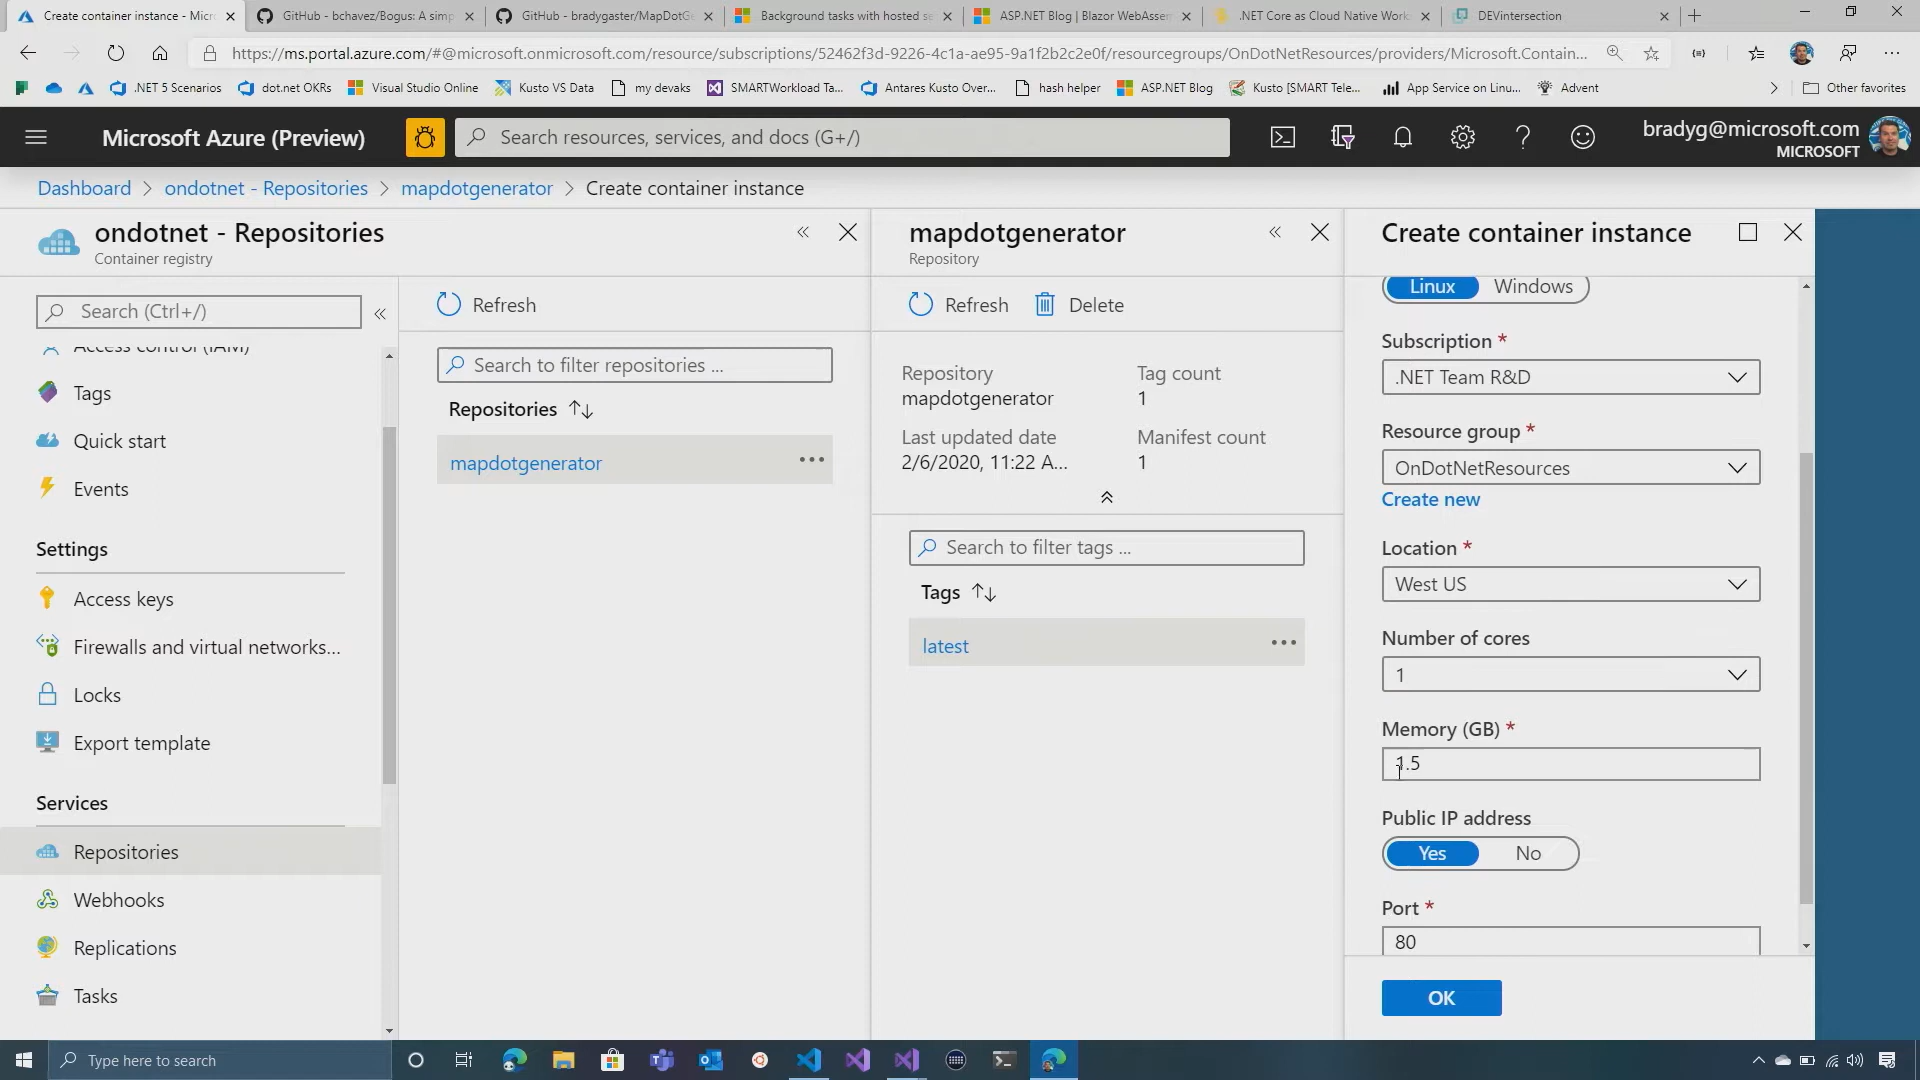 Create container instance - Micr
GitHub - bchavez/Bogus: A simp
GitHub - bradygaster/MapDotGe
Background tasks with hosted se
ASP.NET Blog | Blazor WebAssem
.NET Core as Cloud Native Work
DEVintersection
https://ms.portal.azure.com/#@microsoft.onmicrosoft.com/resource/subscriptions/52462f3d-9226-4c1a-ae95-9a1f2b2c2e0f/resourcegroups/OnDotNetResources/providers/Microsoft.Contain...
.NET 5 Scenarios
dot.net OKRs
Visual Studio Online
Kusto VS Data
my devaks
SMARTWorkload Ta...
Antares Kusto Over...
hash helper
ASP.NET Blog
Kusto [SMART Tele...
App Service on Linu...
Advent
Other favorites
Microsoft Azure (Preview)
Search resources, services, and docs (G+/)
bradyg@microsoft.com
MICROSOFT
Dashboard > ondotnet - Repositories > mapdotgenerator > Create container instance
ondotnet - Repositories
Container registry
Search (Ctrl+/)
Access control (IAM)
Tags
Quick start
Events
Settings
Access keys
Firewalls and virtual networks...
Locks
Export template
Services
Repositories
Webhooks
Replications
Tasks
Refresh
Search to filter repositories ...
Repositories
mapdotgenerator
mapdotgenerator
Repository
Refresh
Delete
Repository
mapdotgenerator
Tag count
1
Last updated date
2/6/2020, 11:22 A...
Manifest count
1
Search to filter tags ...
Tags
latest
Create container instance
Linux
Windows
Subscription *
.NET Team R&D
Resource group *
OnDotNetResources
Create new
Location *
West US
Number of cores
1
Memory (GB) *
1.5
Public IP address
Yes
No
Port *
80
OK
Type here to search